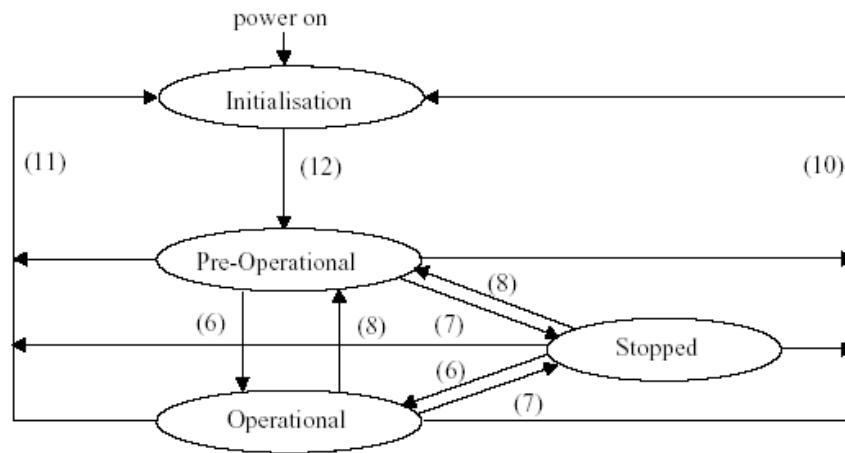 power on
Initialisation
(11)
(12)
(10)
Pre-Operational
(8)
(6)
(8)
(7)
Stopped
(6)
(7)
Operational